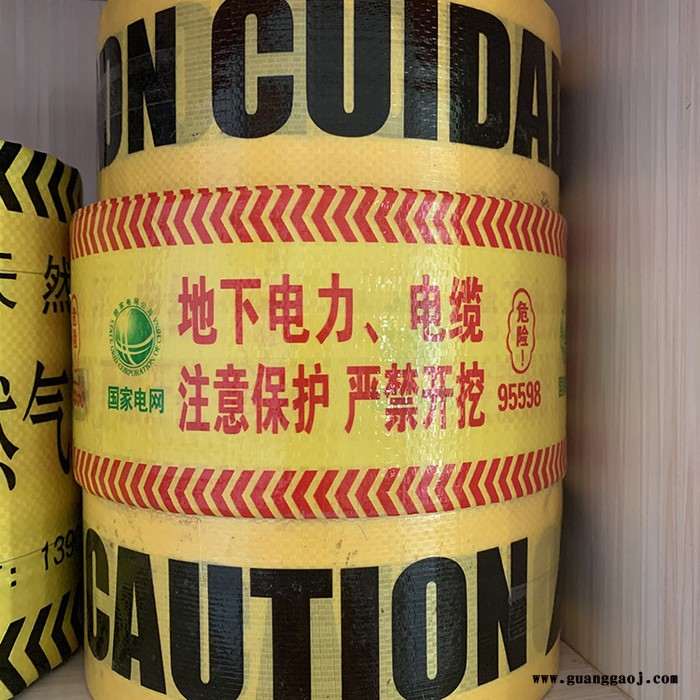 ON CUIDA
地下电力、电缆
注意保护 严禁开挖
国家电网
危险！
95598
天然
气
: 139
CAUTION
www.guanggaoj.com